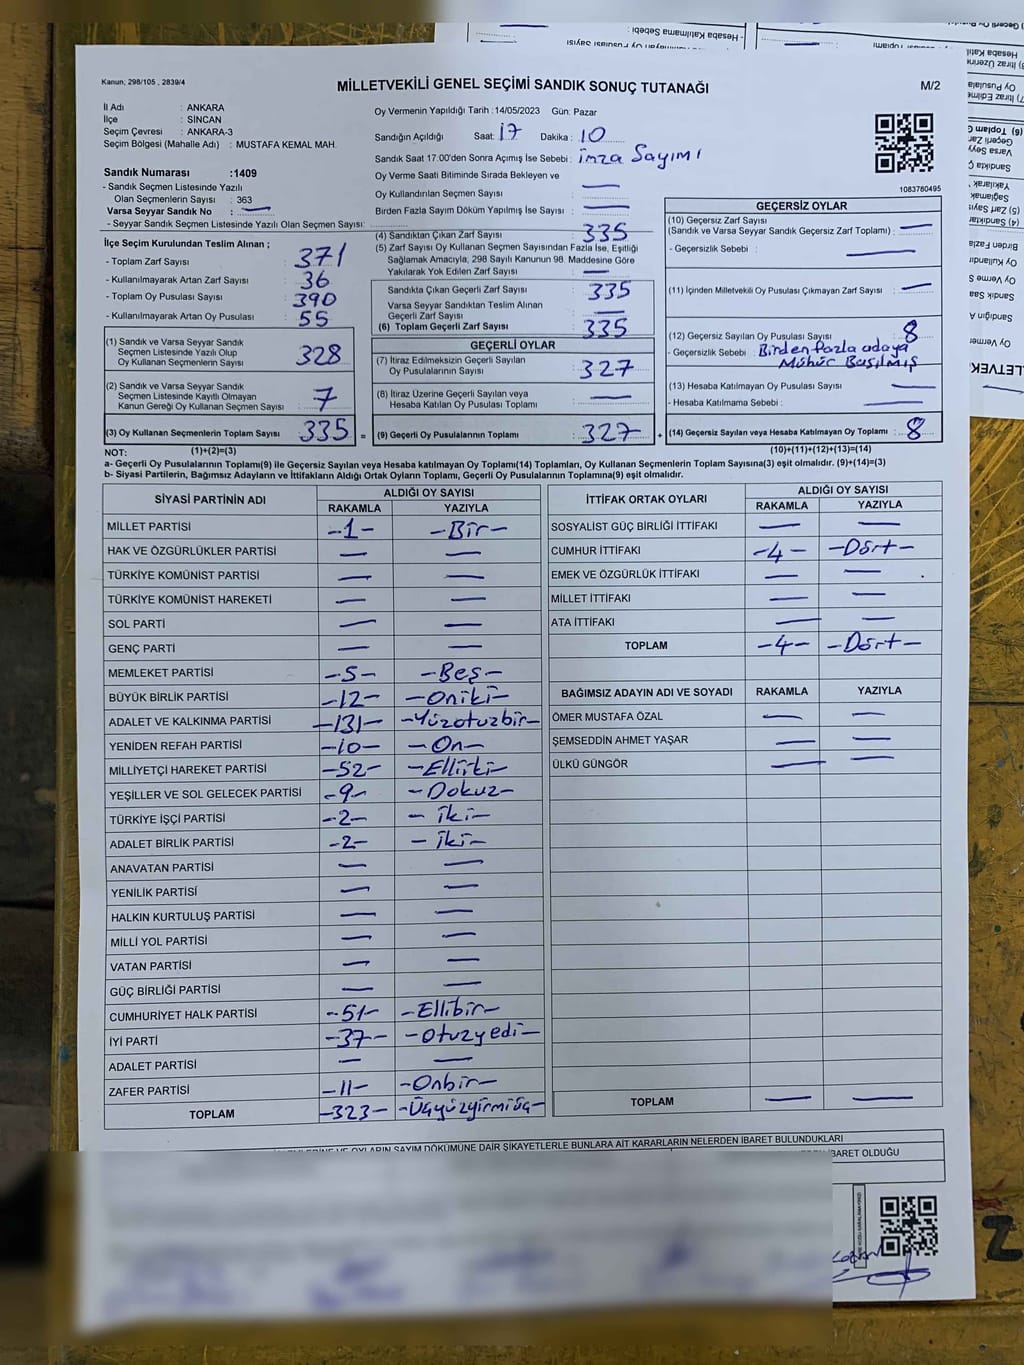 Kanun, 298/105 , 2839/4
MİLLETVEKİLİ GENEL SEÇİMİ SANDIK SONUÇ TUTANAĞI
M/2
İl Adı : ANKARA
İlçe : SİNCAN
Seçim Çevresi : ANKARA-3
Seçim Bölgesi (Mahalle Adı) : MUSTAFA KEMAL MAH.
Oy Vermenin Yapıldığı Tarih :14/05/2023 Gün: Pazar
Sandığın Açıldığı Saat: 17 Dakika : 10
Sandık Saat 17.00'den Sonra Açımış İse Sebebi : imza Sayımı
Oy Verme Saati Bitiminde Sırada Bekleyen ve
Oy Kullandırılan Seçmen Sayısı —
Birden Fazla Sayım Döküm Yapılmış İse Sayısı : —
1083780495
Sandık Numarası :1409
- Sandık Seçmen Listesinde Yazılı
Olan Seçmenlerin Sayısı : 363
Varsa Seyyar Sandık No : —
- Seyyar Sandık Seçmen Listesinde Yazılı Olan Seçmen Sayısı:
İlçe Seçim Kurulundan Teslim Alınan ;
- Toplam Zarf Sayısı : 371
- Kullanılmayarak Artan Zarf Sayısı : 36
- Toplam Oy Pusulası Sayısı : 390
- Kullanılmayarak Artan Oy Pusulası : 55
(1) Sandık ve Varsa Seyyar Sandık
Seçmen Listesinde Yazılı Olup
Oy Kullanan Seçmenlerin Sayısı : 328
(2) Sandık ve Varsa Seyyar Sandık
Seçmen Listesinde Kayıtlı Olmayan
Kanun Gereği Oy Kullanan Seçmen Sayısı : 7
(3) Oy Kullanan Seçmenlerin Toplam Sayısı : 335
(4) Sandıktan Çıkan Zarf Sayısı : 335
(5) Zarf Sayısı Oy Kullanan Seçmen Sayısından Fazla İse, Eşitliği
Sağlamak Amacıyla, 298 Sayılı Kanunun 98. Maddesine Göre
Yakılarak Yok Edilen Zarf Sayısı : —
Sandıkta Çıkan Geçerli Zarf Sayısı : 335
Varsa Seyyar Sandıktan Teslim Alınan
Geçerli Zarf Sayısı : —
(6) Toplam Geçerli Zarf Sayısı : 335
GEÇERLİ OYLAR
(7) İtiraz Edilmeksizin Geçerli Sayılan
Oy Pusulalarının Sayısı : 327
(8) İtiraz Üzerine Geçerli Sayılan veya
Hesaba Katılan Oy Pusulası Toplamı : —
= (9) Geçerli Oy Pusulalarının Toplamı : 327
GEÇERSİZ OYLAR
(10) Geçersiz Zarf Sayısı
(Sandık ve Varsa Seyyar Sandık Geçersiz Zarf Toplamı) : —
- Geçersizlik Sebebi : —
(11) İçinden Milletvekili Oy Pusulası Çıkmayan Zarf Sayısı : —
(12) Geçersiz Sayılan Oy Pusulası Sayısı : 8
- Geçersizlik Sebebi : Birden fazla adaya
Mühür Basılmış
(13) Hesaba Katılmayan Oy Pusulası Sayısı : —
- Hesaba Katılmama Sebebi : —
+ (14) Geçersiz Sayılan veya Hesaba Katılmayan Oy Toplamı : 8
NOT: (1)+(2)=(3)
(10)+(11)+(12)+(13)=(14)
a- Geçerli Oy Pusulalarının Toplamı(9) ile Geçersiz Sayılan veya Hesaba katılmayan Oy Toplamı(14) Toplamları, Oy Kullanan Seçmenlerin Toplam Sayısına(3) eşit olmalıdır. (9)+(14)=(3)
b- Siyasi Partilerin, Bağımsız Adayların ve İttifakların Aldığı Ortak Oyların Toplamı, Geçerli Oy Pusulalarının Toplamına(9) eşit olmalıdır.
SİYASİ PARTİNİN ADI ALDIĞI OY SAYISI
RAKAMLA YAZIYLA
MİLLET PARTİSİ -1- -Bir-
HAK VE ÖZGÜRLÜKLER PARTİSİ — —
TÜRKİYE KOMÜNİST PARTİSİ — —
TÜRKİYE KOMÜNİST HAREKETİ — —
SOL PARTİ — —
GENÇ PARTİ — —
MEMLEKET PARTİSİ -5- -Beş-
BÜYÜK BİRLİK PARTİSİ -12- -Oniki-
ADALET VE KALKINMA PARTİSİ -131- -Yüzotuzbir-
YENİDEN REFAH PARTİSİ -10- -On-
MİLLİYETÇİ HAREKET PARTİSİ -52- -Elliiki-
YEŞİLLER VE SOL GELECEK PARTİSİ -9- -Dokuz-
TÜRKİYE İŞÇİ PARTİSİ -2- -İki-
ADALET BİRLİK PARTİSİ -2- -İki-
ANAVATAN PARTİSİ — —
YENİLİK PARTİSİ — —
HALKIN KURTULUŞ PARTİSİ — —
MİLLİ YOL PARTİSİ — —
VATAN PARTİSİ — —
GÜÇ BİRLİĞİ PARTİSİ — —
CUMHURİYET HALK PARTİSİ -51- -Ellibir-
İYİ PARTİ -37- -Otuzyedi-
ADALET PARTİSİ — —
ZAFER PARTİSİ -11- -Onbir-
TOPLAM -323- -Üçyüzyirmiüç-
İTTİFAK ORTAK OYLARI ALDIĞI OY SAYISI
RAKAMLA YAZIYLA
SOSYALİST GÜÇ BİRLİĞİ İTTİFAKI — —
CUMHUR İTTİFAKI -4- -Dört-
EMEK VE ÖZGÜRLÜK İTTİFAKI — —
MİLLET İTTİFAKI — —
ATA İTTİFAKI — —
TOPLAM -4- -Dört-
BAĞIMSIZ ADAYIN ADI VE SOYADI RAKAMLA YAZIYLA
ÖMER MUSTAFA ÖZAL — —
ŞEMSEDDİN AHMET YAŞAR — —
ÜLKÜ GÜNGÖR — —
TOPLAM — —
OYLARIN SAYIM DÖKÜMÜNE DAİR ŞİKAYETLERLE BUNLARA AİT KARARLARIN NELERDEN İBARET BULUNDUKLARI
İBARET OLDUĞU